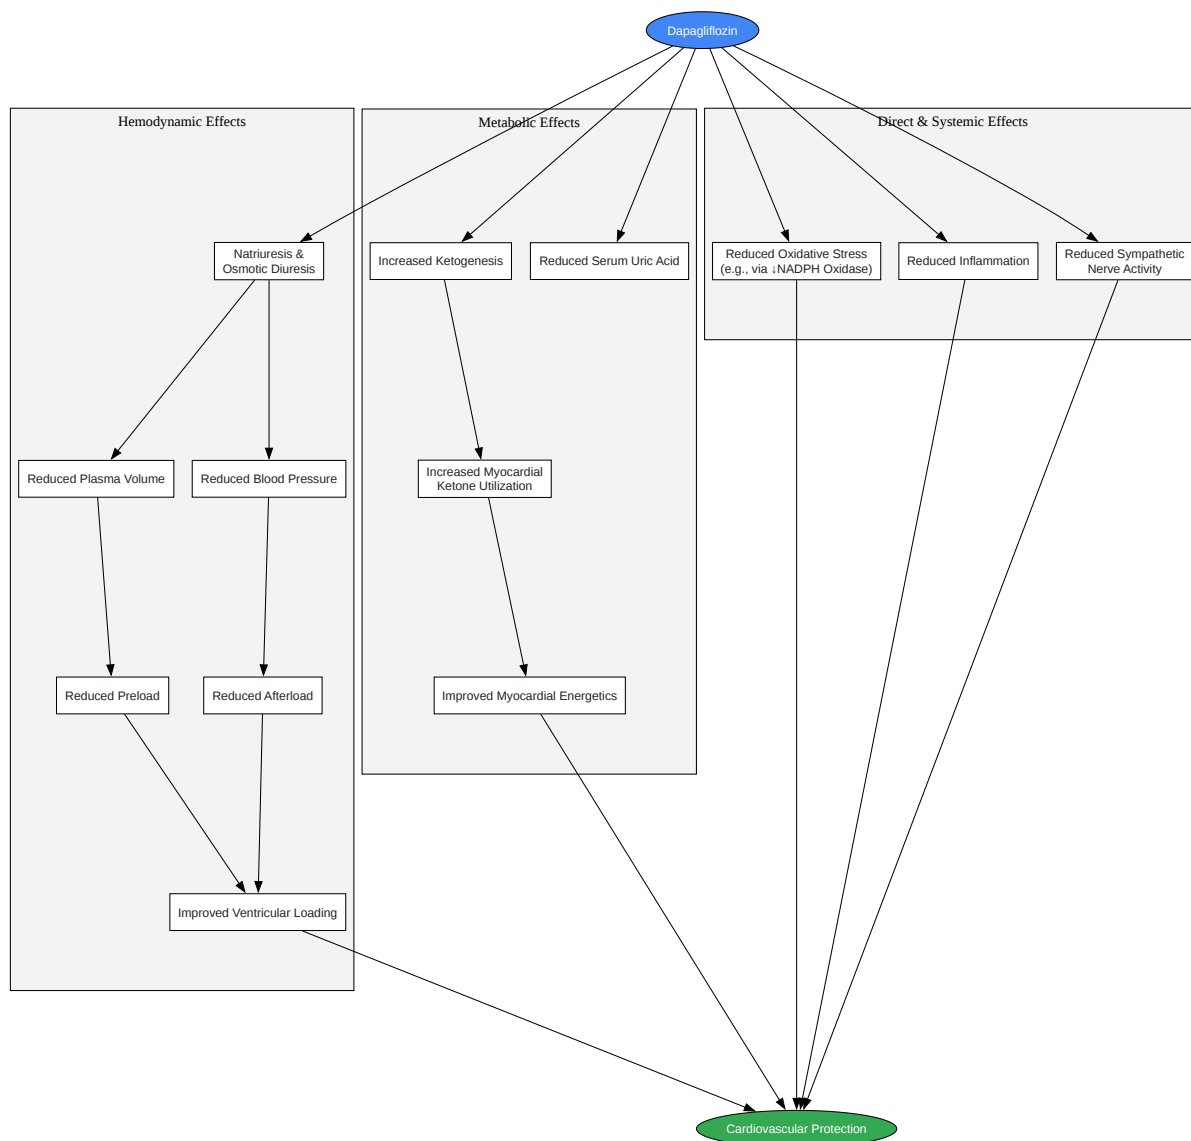 Dapagliflozin
Hemodynamic Effects
Metabolic Effects
Direct & Systemic Effects
Natriuresis &
Osmotic Diuresis
Increased Ketogenesis
Reduced Serum Uric Acid
Reduced Oxidative Stress
(e.g., via ↓NADPH Oxidase)
Reduced Inflammation
Reduced Sympathetic
Nerve Activity
Reduced Plasma Volume
Reduced Blood Pressure
Increased Myocardial
Ketone Utilization
Reduced Preload
Reduced Afterload
Improved Myocardial Energetics
Improved Ventricular Loading
Cardiovascular Protection